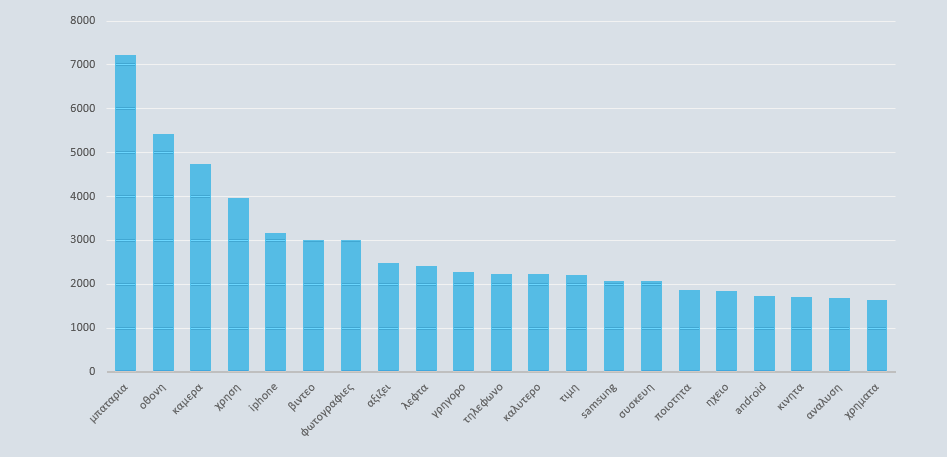 8000
7000
6000
5000
4000
3000
2000
1000
0
μπαταρια
οθονη
καμερα
χρηση
iphone
βιντεο
φωτογραφιες
αξιζει
λεφτα
γρηγορο
τηλεφωνο
καλυτερο
τιμη
samsung
συσκευη
ποιοτητα
ηχειο
android
κινητα
αναλυση
χρηματα